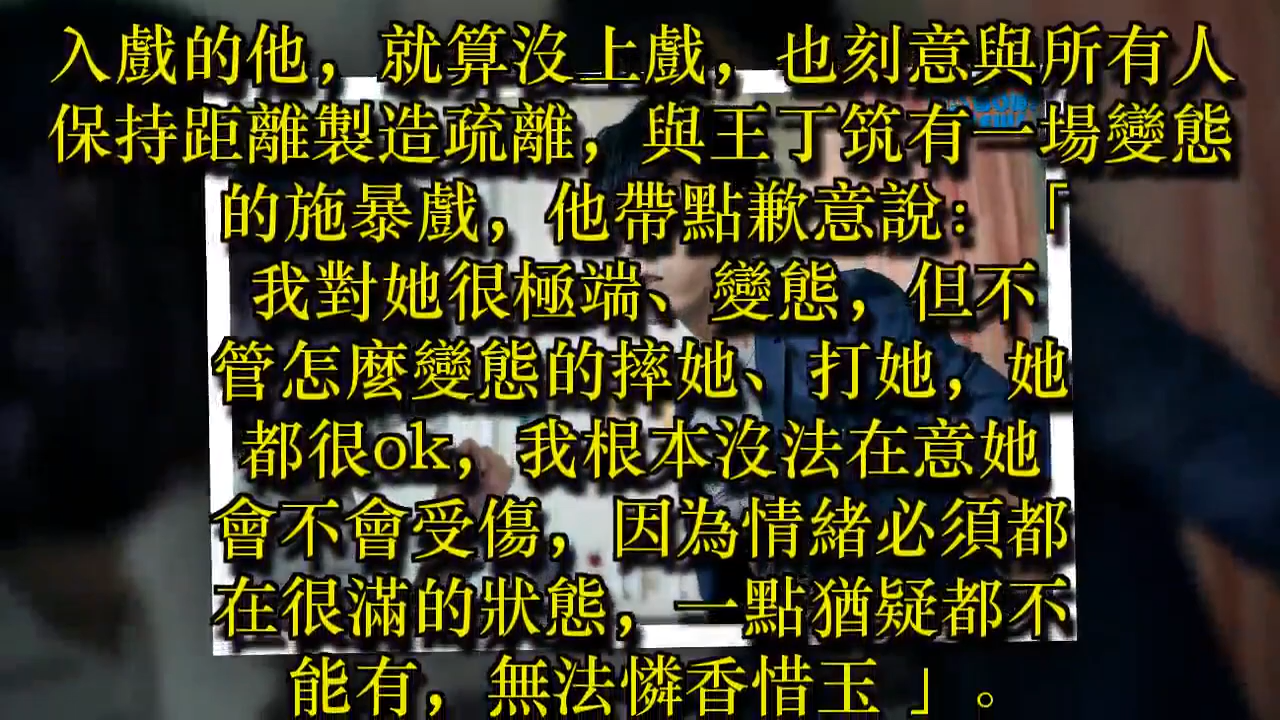 入戲的他，就算沒上戲，也刻意與所有人
保持距離製造疏離，與王丁筑有一場變態
的施暴戲，他帶點歉意說：「
我對她很極端、變態，但不
管怎麼變態的摔她、打她，她
都很ok，我根本沒法在意她
會不會受傷，因為情緒必須都
在很滿的狀態，一點猶疑都不
能有，無法憐香惜玉 」。